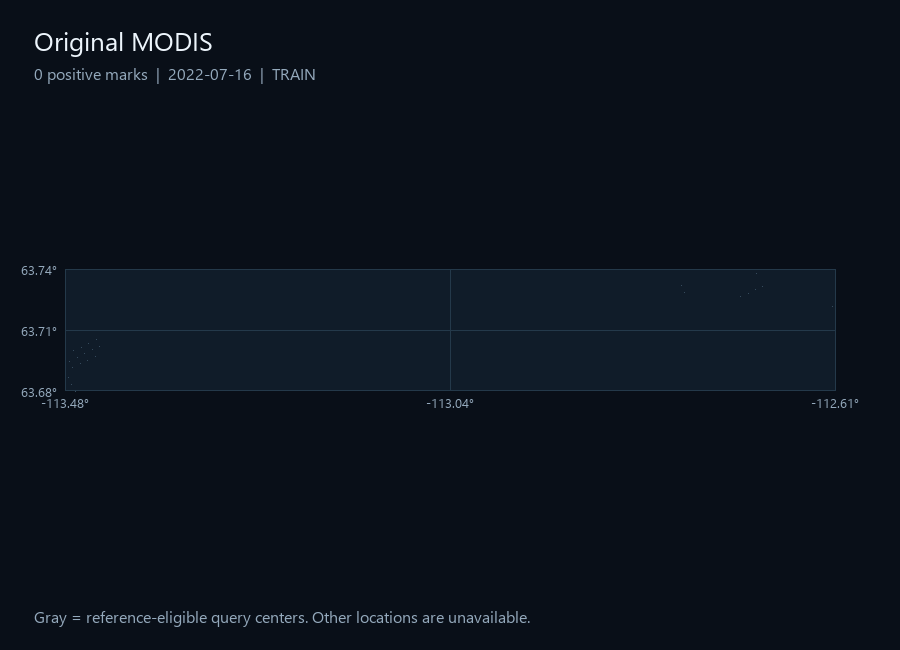 Original MODIS
0 positive marks | 2022-07-16 | TRAIN
63.74°
63.71°
63.68°
-113.48°
-113.04°
-112.61°
Gray = reference-eligible query centers. Other locations are unavailable.